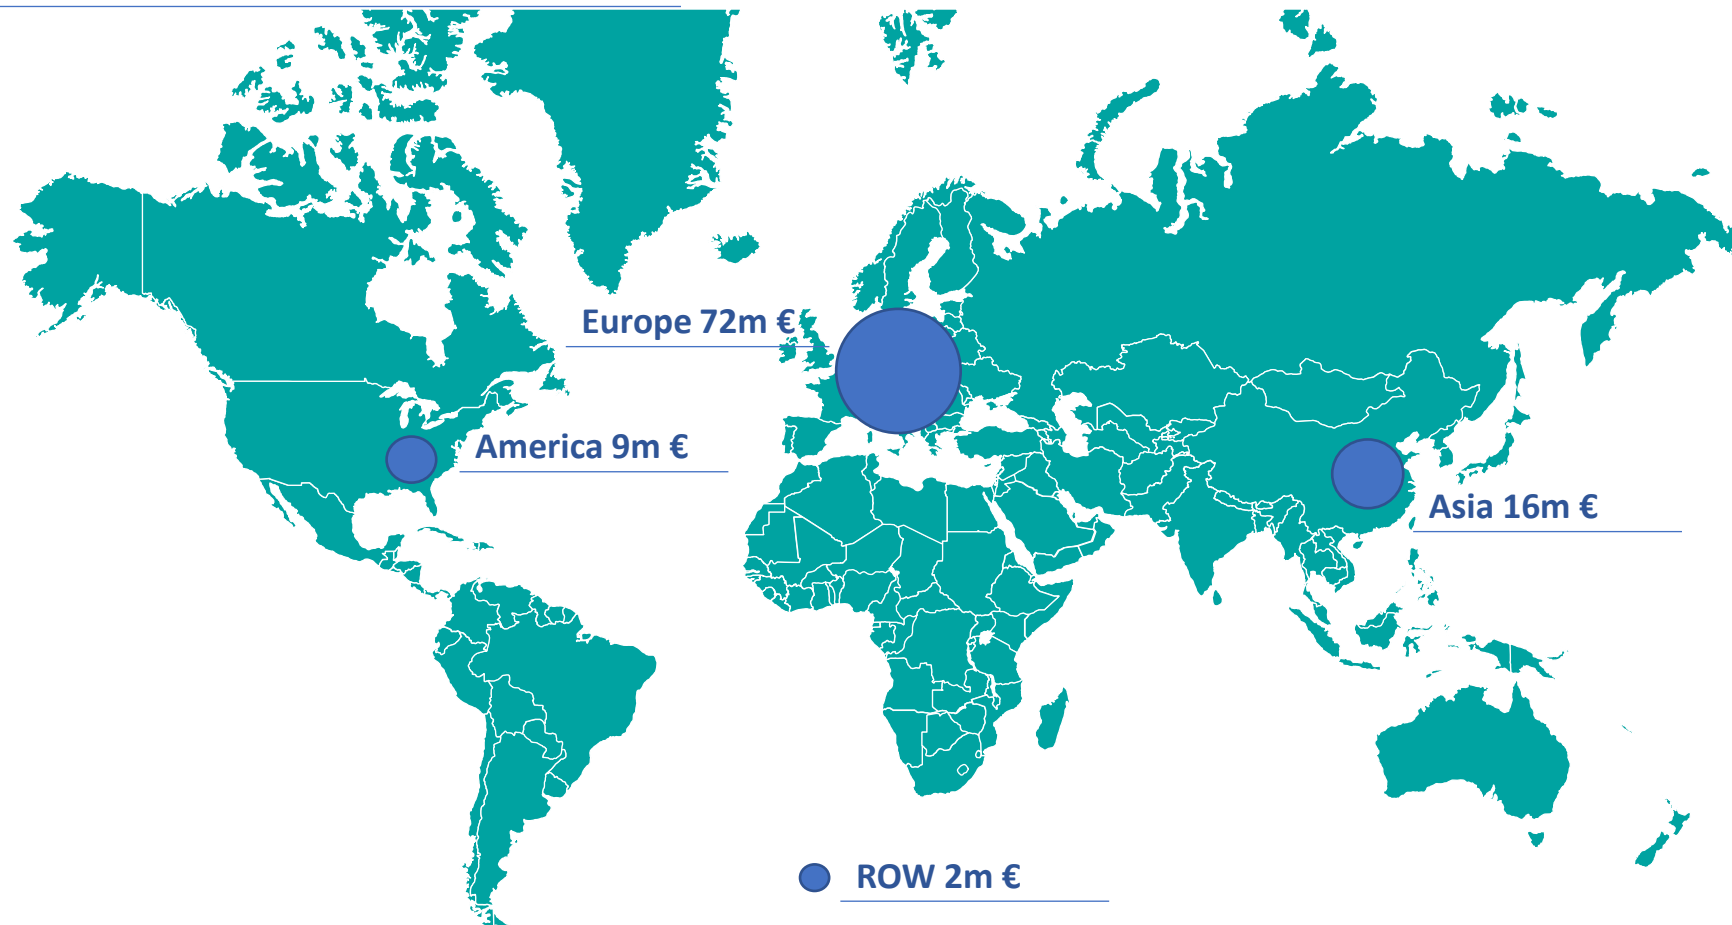 Europe 72m €
America 9m €
Asia 16m €
ROW 2m €